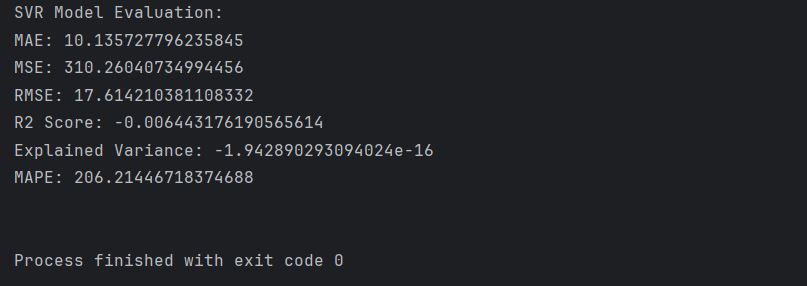 SVR Model Evaluation:
MAE: 10.135727796235845
MSE: 310.26040734994456
RMSE: 17.614210381108332
R2 Score: -0.006443176190565614
Explained Variance: -1.942890293094024e-16
MAPE: 206.21446718374688
Process finished with exit code 0